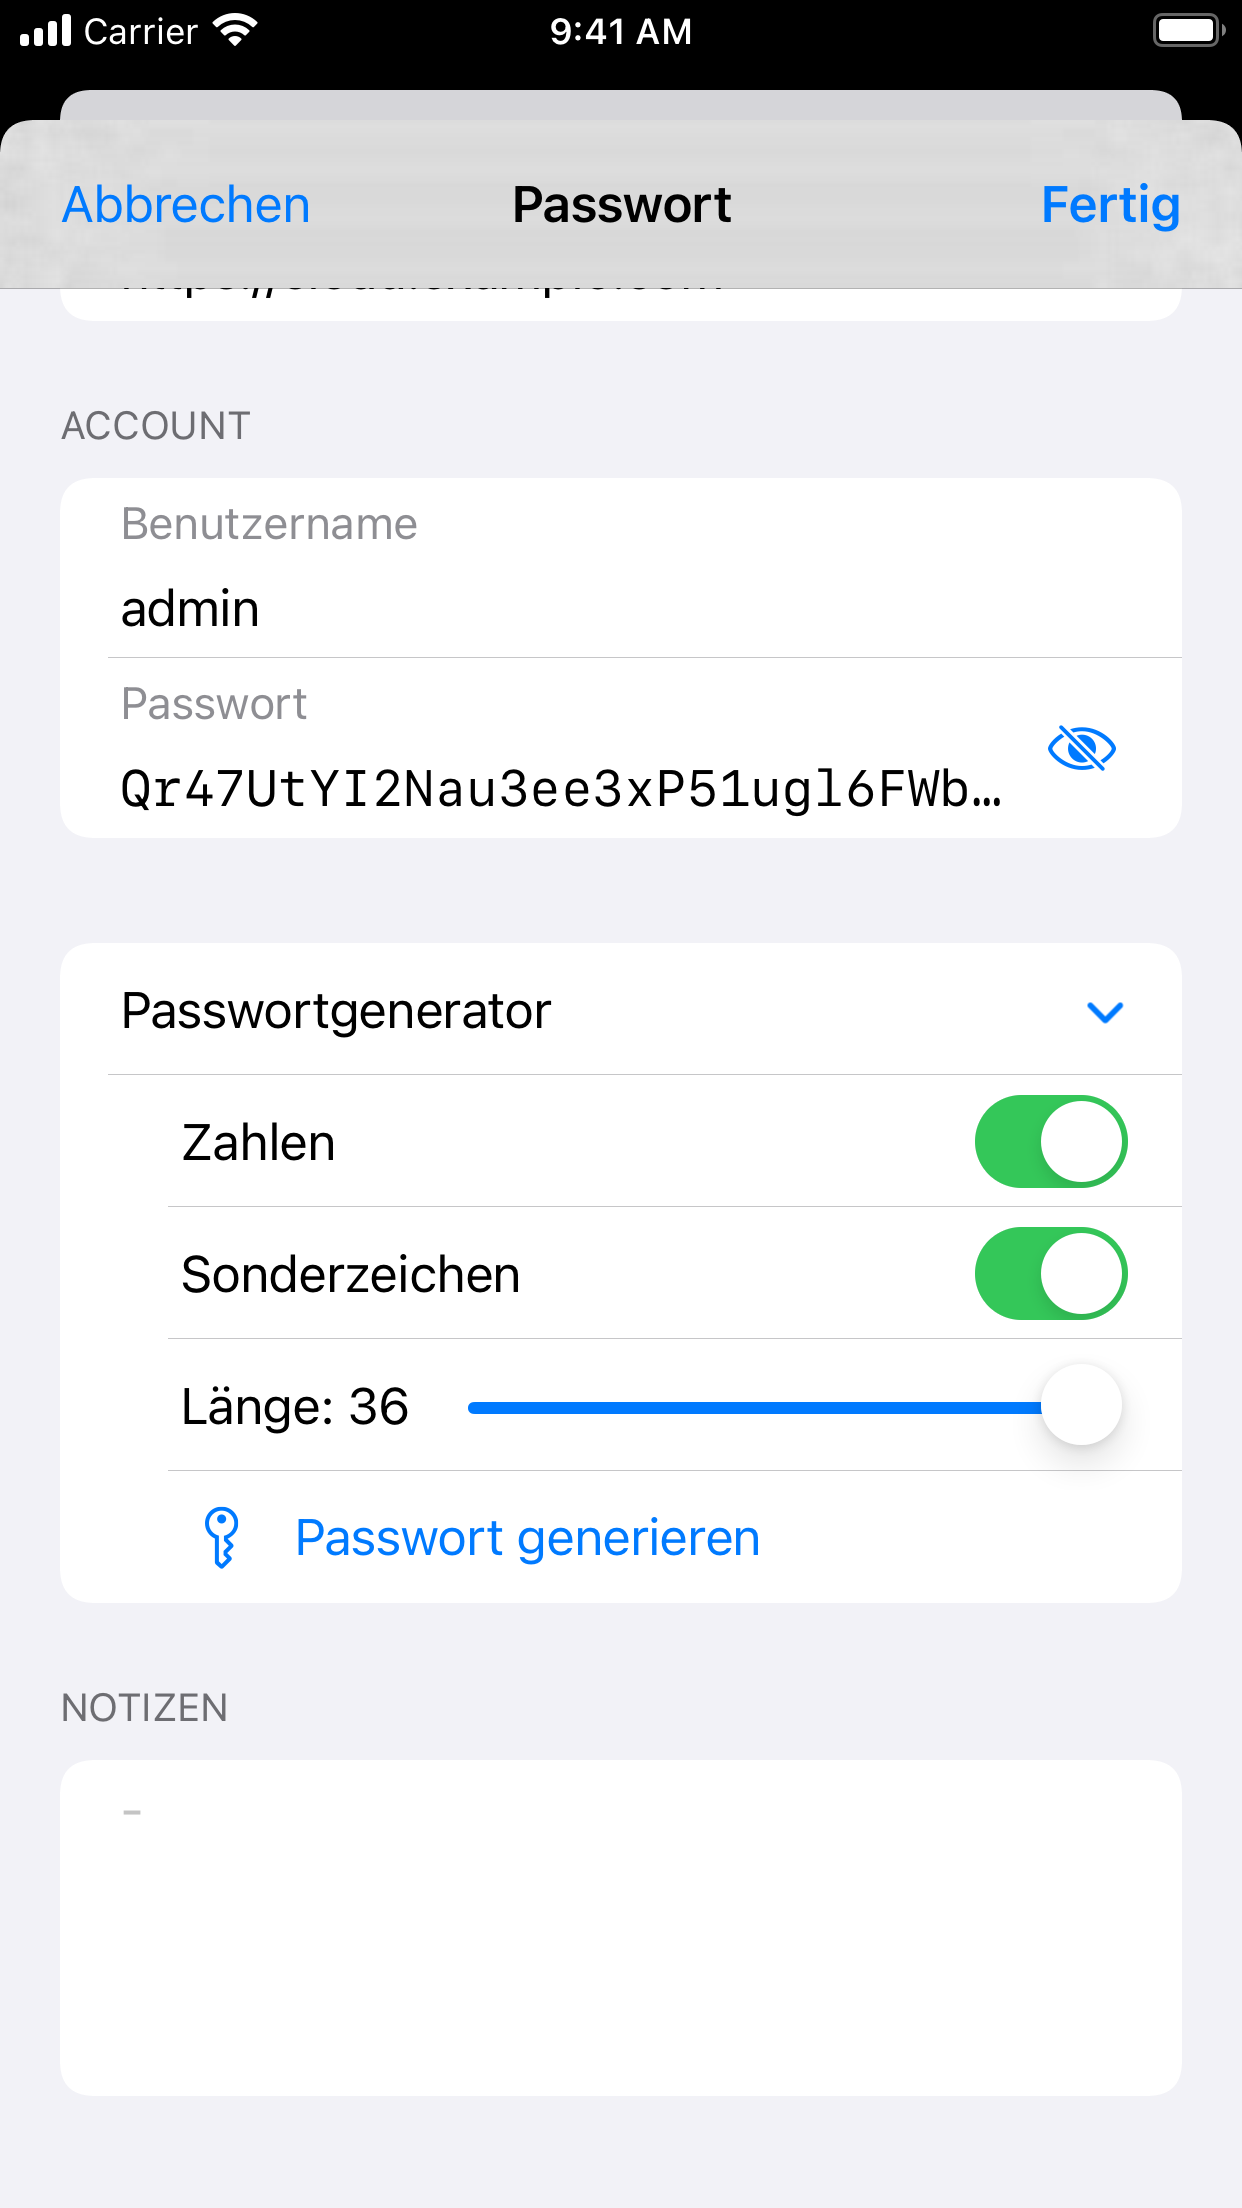 Carrier 9:41 AM
Abbrechen Passwort Fertig
ACCOUNT
Benutzername
admin
Passwort
Qr47UtYI2Nau3ee3xP51ugl6FWb…
Passwortgenerator
Zahlen
Sonderzeichen
Länge: 36
Passwort generieren
NOTIZEN
-